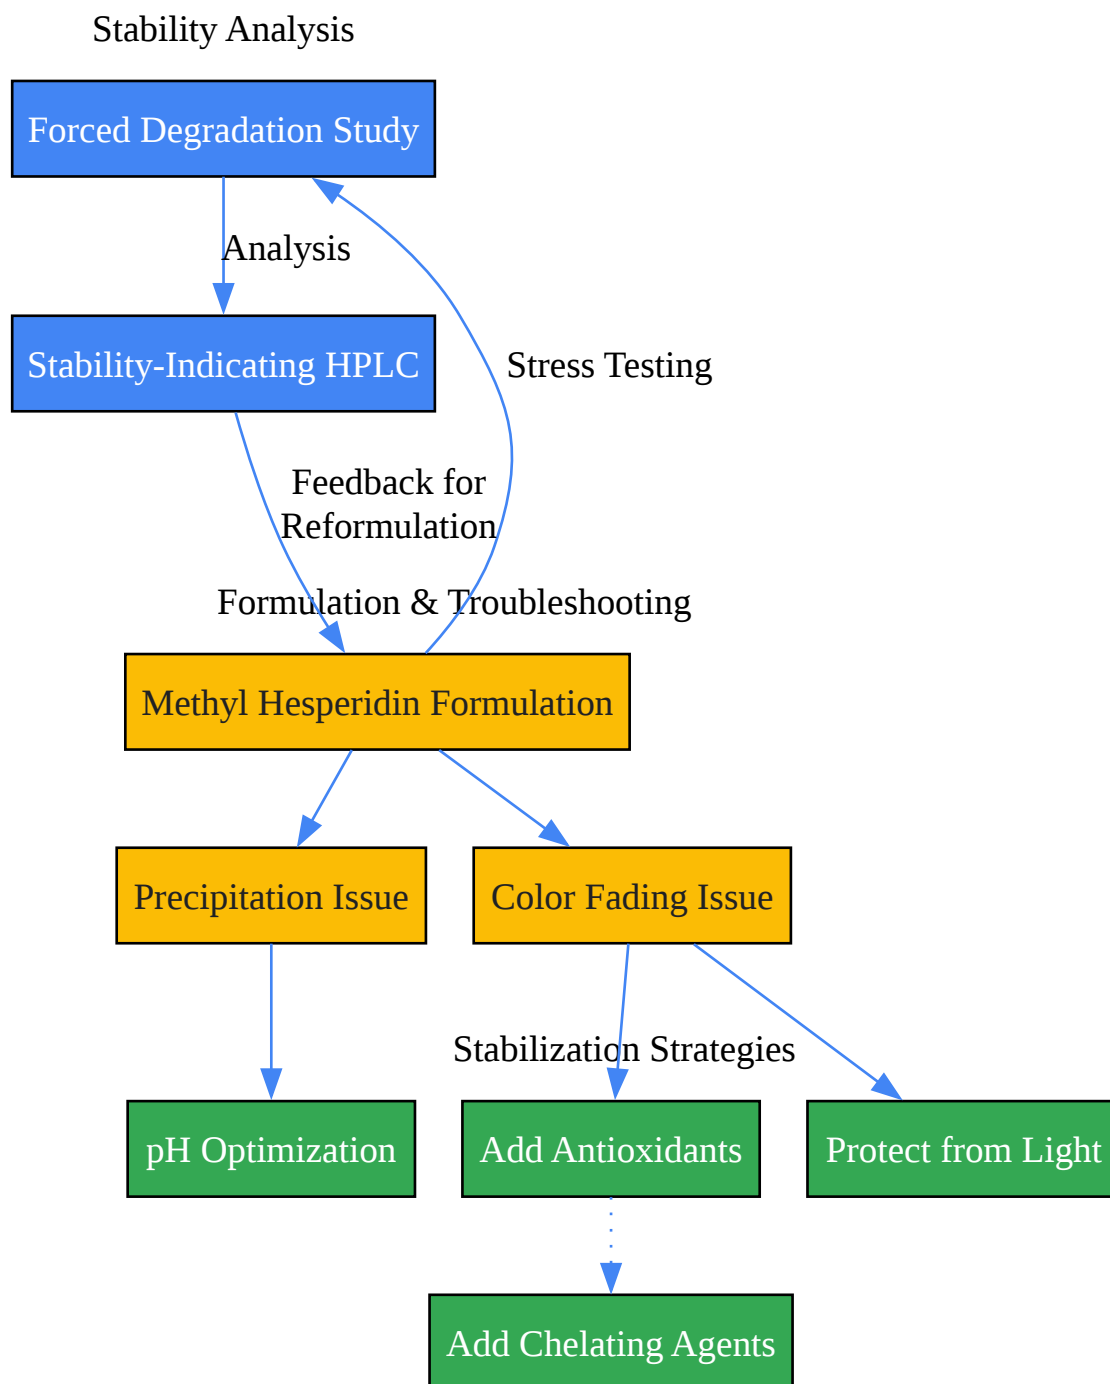 Stability Analysis
Forced Degradation Study
Analysis
Stability-Indicating HPLC
Stress Testing
Feedback for
Reformulation
Formulation & Troubleshooting
Methyl Hesperidin Formulation
Precipitation Issue
Color Fading Issue
Stabilization Strategies
pH Optimization
Add Antioxidants
Protect from Light
Add Chelating Agents